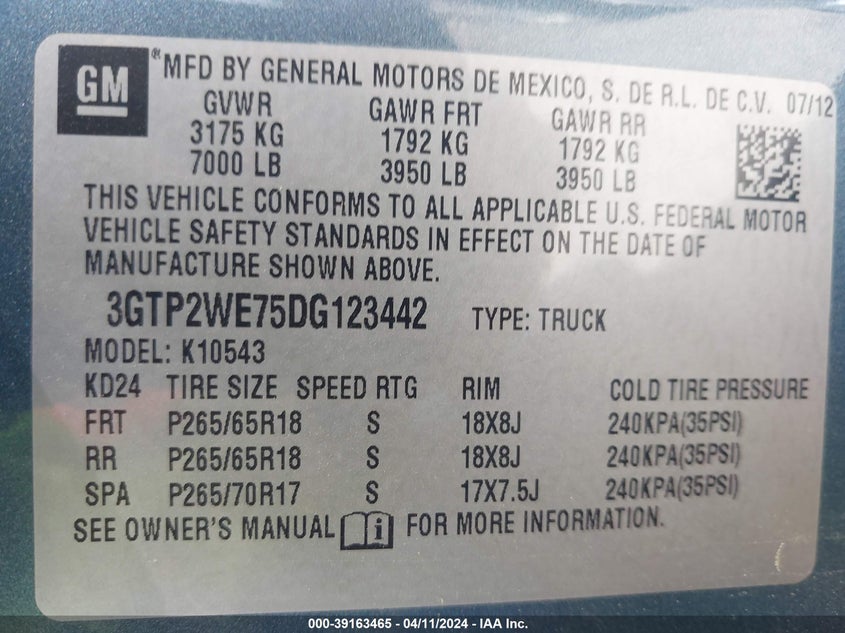 GM
® MFD BY GENERAL MOTORS DE MEXICO, S. DE R.L. DE C.V. 07/12
GVWR GAWR FRT GAWR RR
3175 KG 1792 KG 1792 KG
7000 LB 3950 LB 3950 LB
THIS VEHICLE CONFORMS TO ALL APPLICABLE U.S. FEDERAL MOTOR
VEHICLE SAFETY STANDARDS IN EFFECT ON THE DATE OF
MANUFACTURE SHOWN ABOVE.
3GTP2WE75DG123442 TYPE: TRUCK
MODEL: K10543
KD24 TIRE SIZE SPEED RTG RIM COLD TIRE PRESSURE
FRT P265/65R18 S 18X8J 240KPA(35PSI)
RR P265/65R18 S 18X8J 240KPA(35PSI)
SPA P265/70R17 S 17X7.5J 240KPA(35PSI)
SEE OWNER'S MANUAL i FOR MORE INFORMATION.
000-39163465 - 04/11/2024 - IAA Inc.